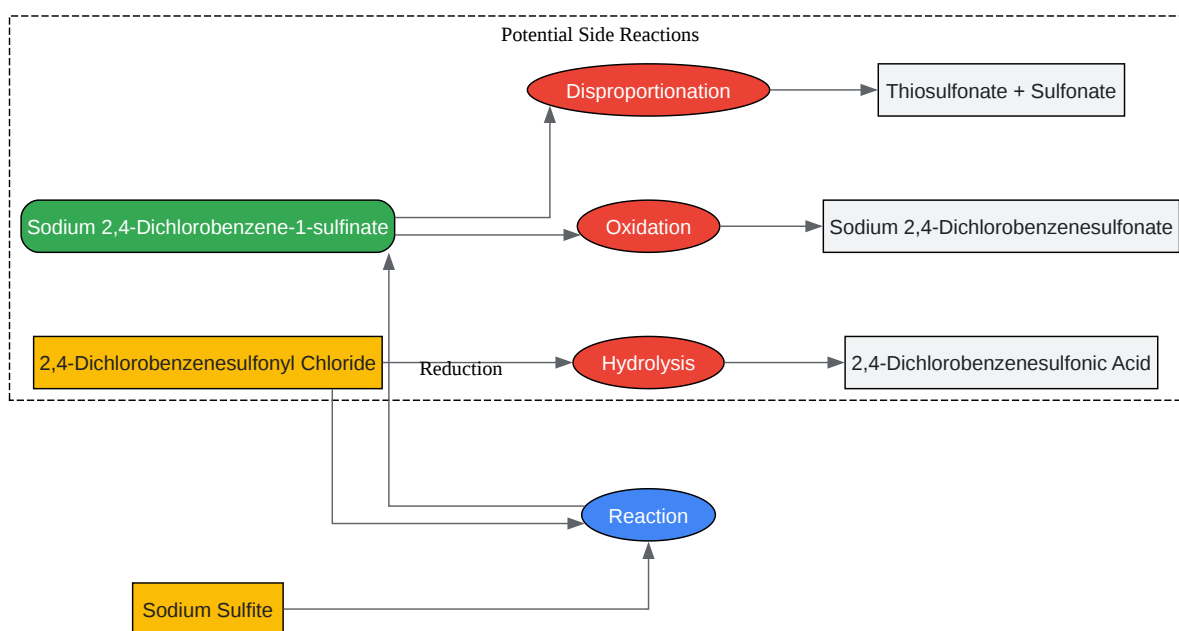 Potential Side Reactions
Disproportionation
Thiosulfonate + Sulfonate
Sodium 2,4-Dichlorobenzene-1-sulfinate
Oxidation
Sodium 2,4-Dichlorobenzenesulfonate
2,4-Dichlorobenzenesulfonyl Chloride
Reduction
Hydrolysis
2,4-Dichlorobenzenesulfonic Acid
Reaction
Sodium Sulfite